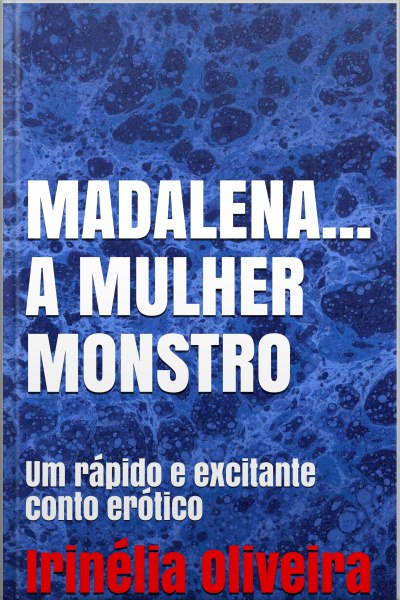 MADALENA...
A MULHER
MONSTRO
Um rápido e excitante
conto erótico
Irinélia Oliveira